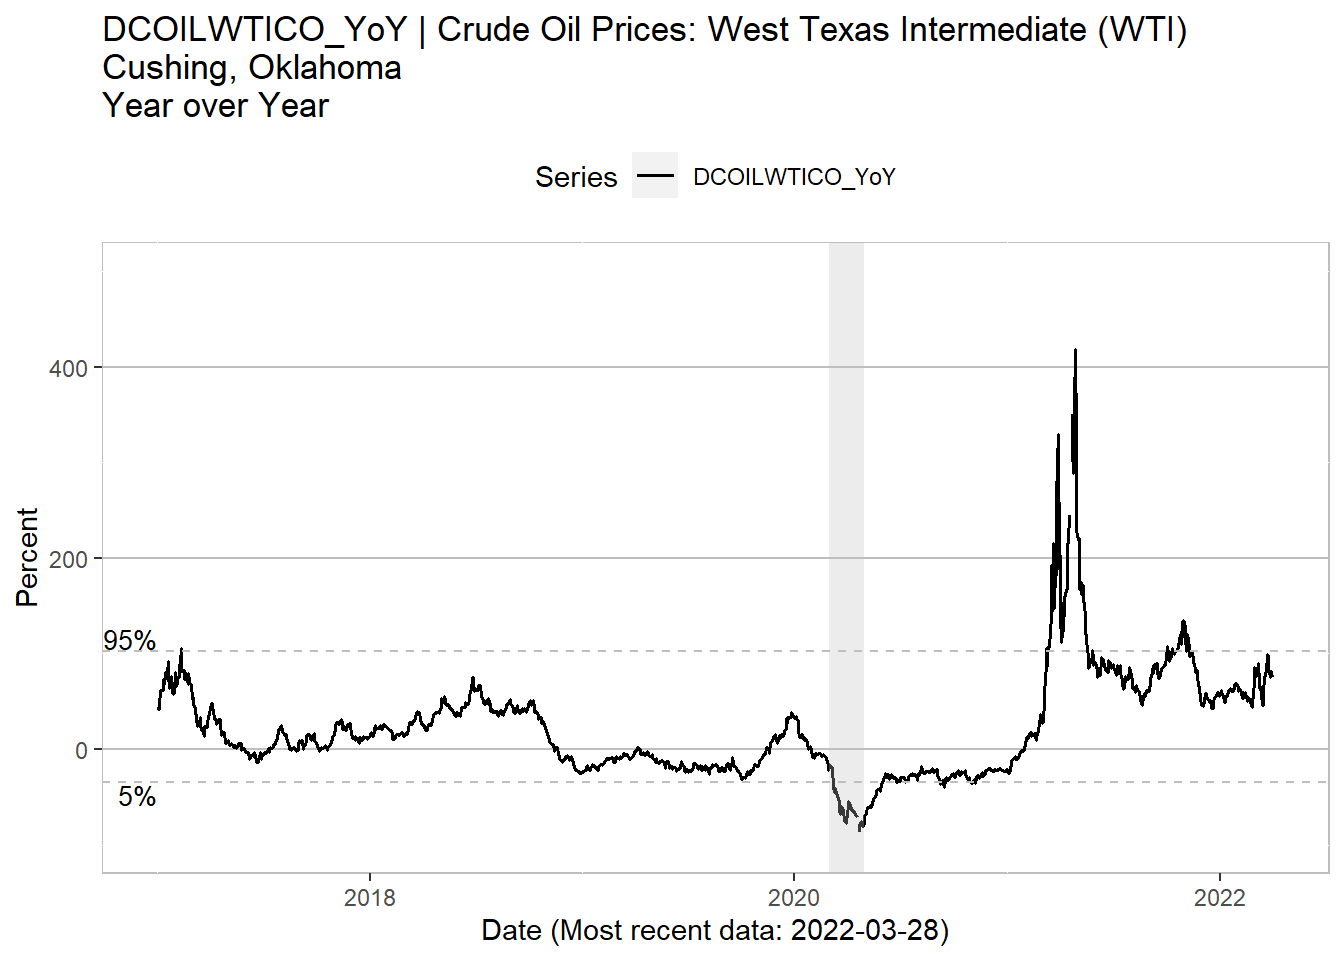 DCOILWTICO_YoY | Crude Oil Prices: West Texas Intermediate (WTI)
Cushing, Oklahoma
Year over Year
Series DCOILWTICO_YoY
400
200
0
Percent
95%
5%
2018 2020 2022
Date (Most recent data: 2022-03-28)